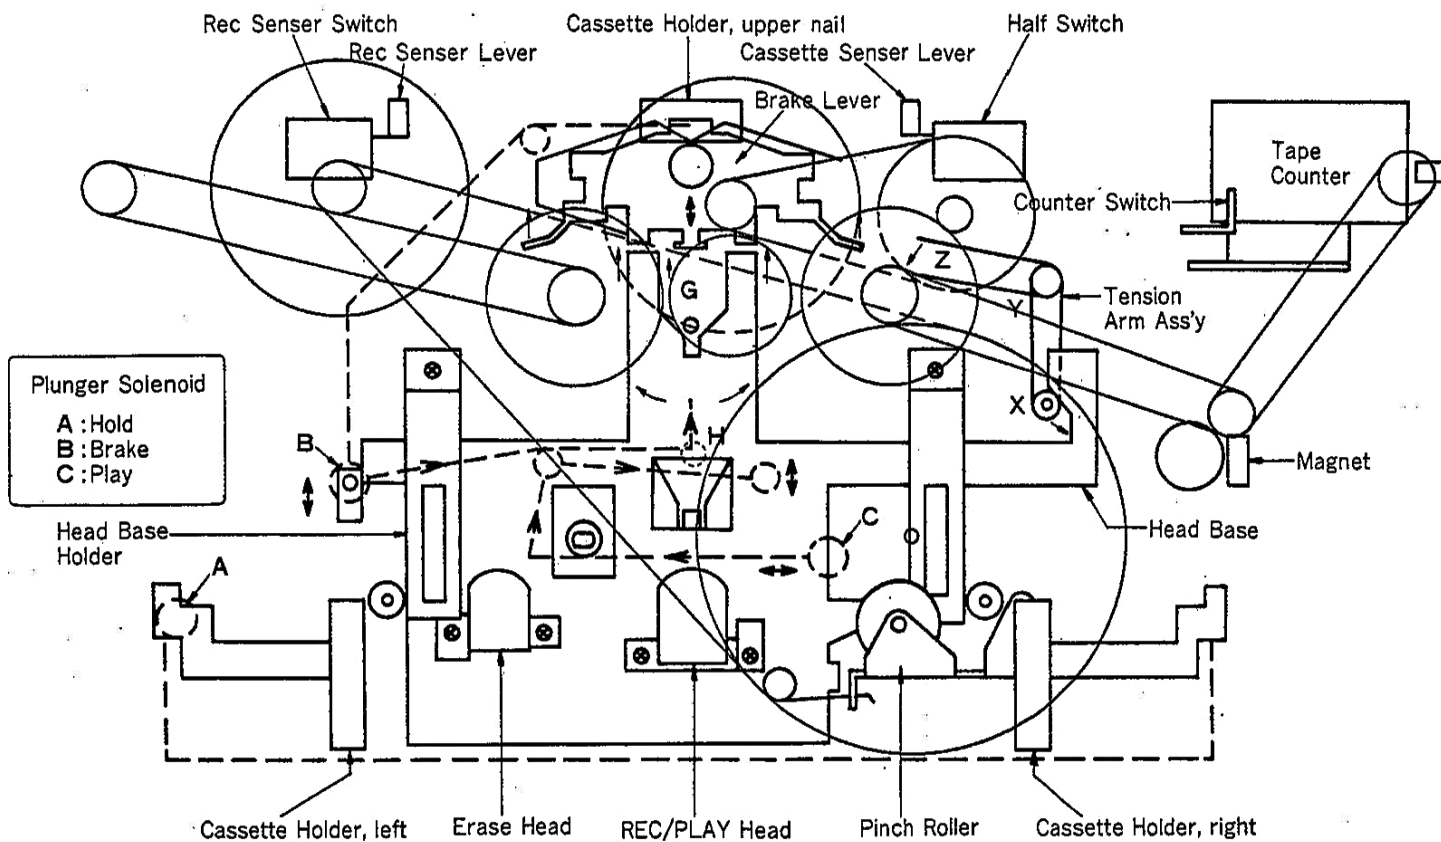 Rec Senser Switch
Rec Senser Lever
Cassette Holder, upper nail
Cassette Senser Lever
Half Switch
Brake Lever
Tape
Counter
Counter Switch
Z
G
Y
Tension
Arm Ass'y
X
Plunger Solenoid
A : Hold
B : Brake
C : Play
B
H
Magnet
C
Head Base
Holder
Head Base
A
Cassette Holder, left
Erase Head
REC/PLAY Head
Pinch Roller
Cassette Holder, right